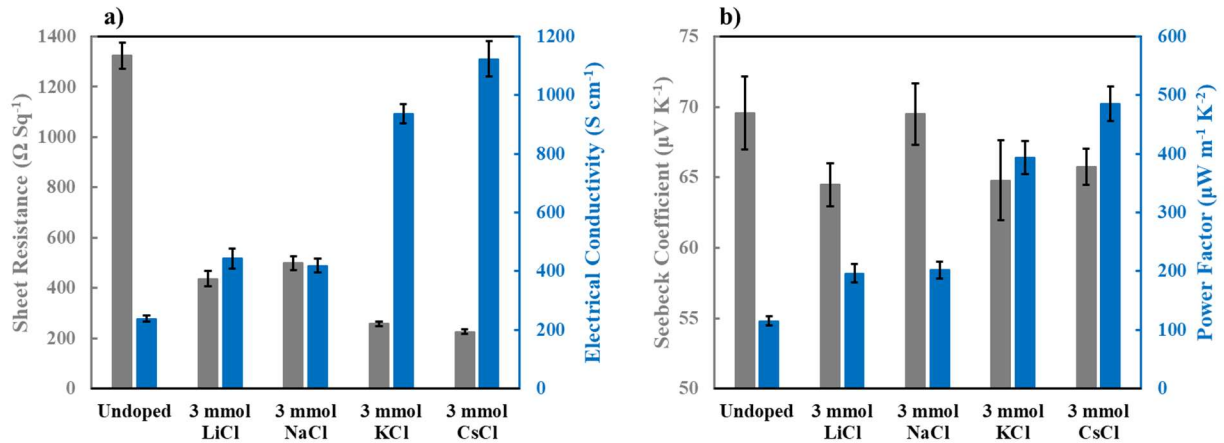 a)
Sheet Resistance (Ω Sq⁻¹)
1400
1200
1000
800
600
400
200
0
Electrical Conductivity (S cm⁻¹)
1200
1000
800
600
400
200
0
Undoped
3 mmol
LiCl
3 mmol
NaCl
3 mmol
KCl
3 mmol
CsCl
b)
Seebeck Coefficient (µV K⁻¹)
75
70
65
60
55
50
Power Factor (µW m⁻¹ K⁻²)
600
500
400
300
200
100
0
Undoped
3 mmol
LiCl
3 mmol
NaCl
3 mmol
KCl
3 mmol
CsCl